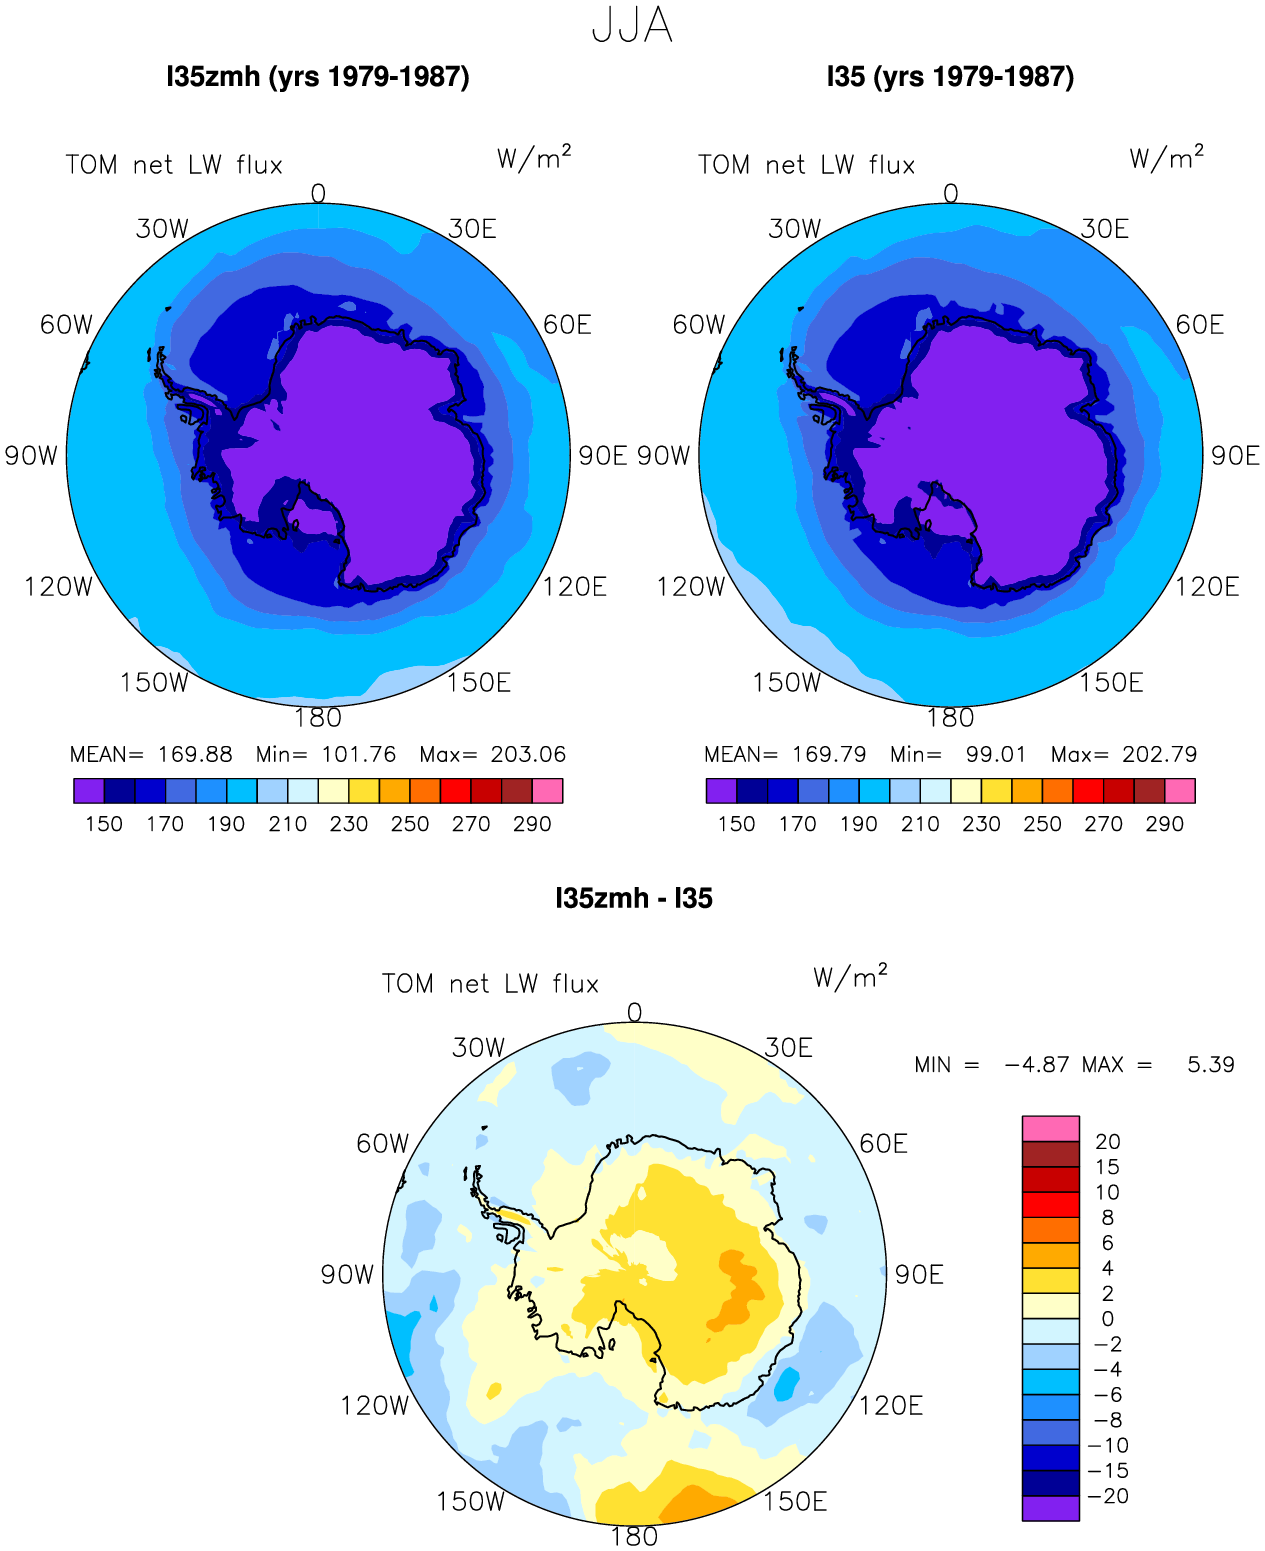 JJA
I35zmh (yrs 1979-1987)
I35 (yrs 1979-1987)
TOM net LW flux W/m²
TOM net LW flux W/m²
0
30W 30E
60W 60E
90W 90E
120W 120E
150W 150E
180
0
30W 30E
60W 60E
90W 90E
120W 120E
150W 150E
180
MEAN= 169.88 Min= 101.76 Max= 203.06
150 170 190 210 230 250 270 290
MEAN= 169.79 Min= 99.01 Max= 202.79
150 170 190 210 230 250 270 290
I35zmh - I35
TOM net LW flux W/m²
0
30W 30E
60W 60E
90W 90E
120W 120E
150W 150E
180
MIN = -4.87 MAX = 5.39
20
15
10
8
6
4
2
0
-2
-4
-6
-8
-10
-15
-20